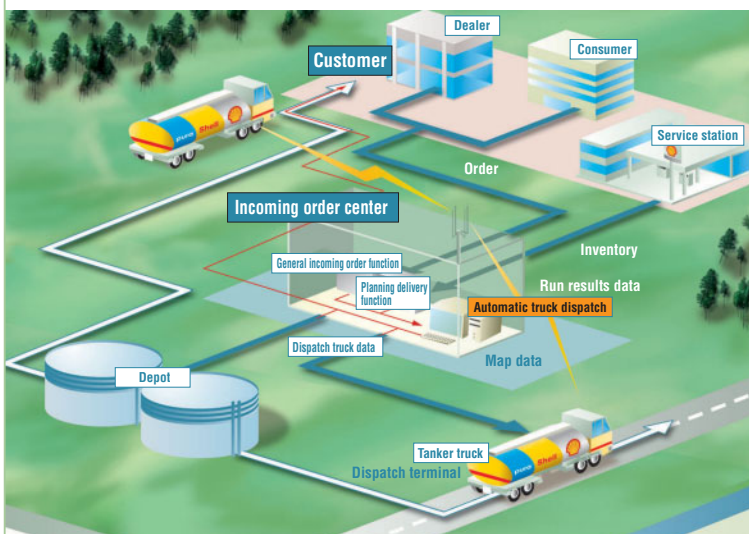 Dealer
Customer
Consumer
Service station
pura Shell
Order
Incoming order center
Inventory
General incoming order function
Planning delivery
function
Run results data
Automatic truck dispatch
Dispatch truck data
Map data
Depot
Tanker truck
Dispatch terminal
pura Shell